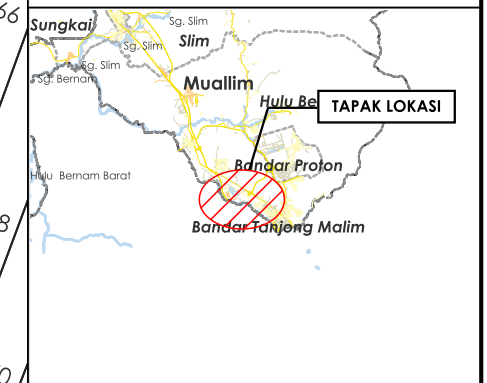 66
Sungkai
Sg. Slim
Slim
Sg. Slim
Sg. Slim
Sg. Bernam
Muallim
Hulu Be
TAPAK LOKASI
Bandar Proton
Hulu Bernam Barat
8
Bandar Tanjong Malim
0